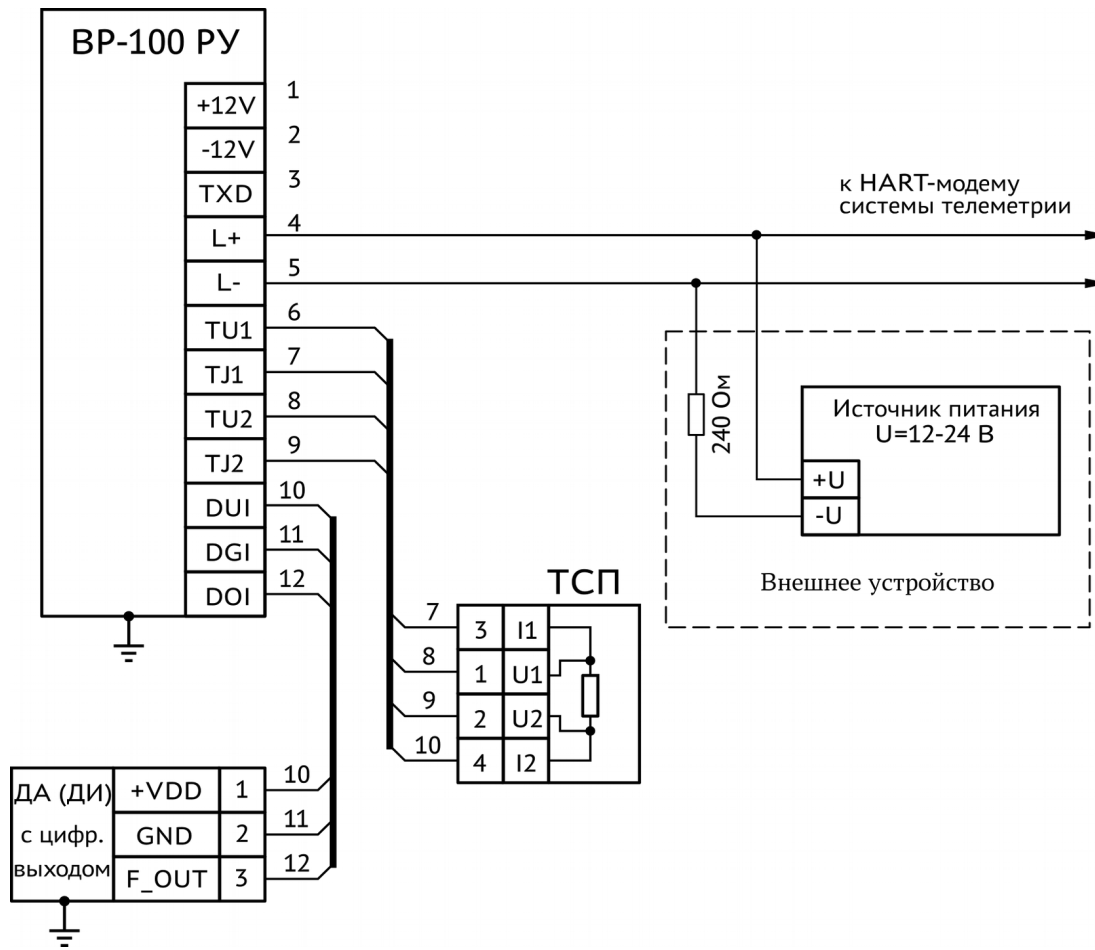 ВР-100 РУ
+12V 1
-12V 2
TXD 3
L+ 4
L- 5
TU1 6
TJ1 7
TU2 8
TJ2 9
DUI 10
DGI 11
DOI 12
к HART-модему
системы телеметрии
240 Ом
Источник питания
U=12-24 В
+U
-U
Внешнее устройство
ТСП
7 3 I1
8 1 U1
9 2 U2
10 4 I2
ДА (ДИ)
с цифр.
выходом
+VDD 1 10
GND 2 11
F_OUT 3 12